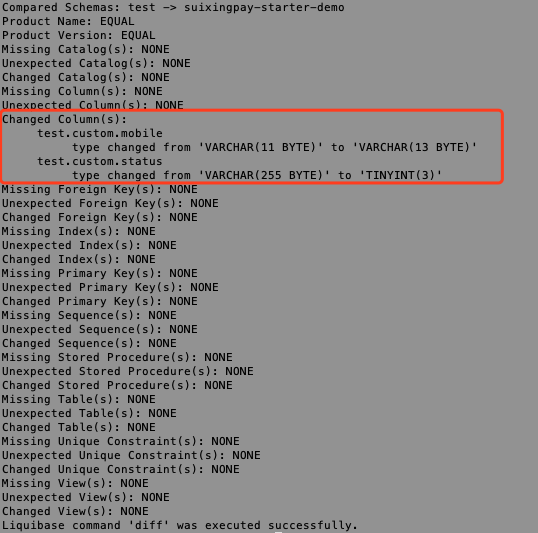 Compared Schemas: test -> suixingpay-starter-demo
Product Name: EQUAL
Product Version: EQUAL
Missing Catalog(s): NONE
Unexpected Catalog(s): NONE
Changed Catalog(s): NONE
Missing Column(s): NONE
Unexpected Column(s): NONE
Changed Column(s):
     test.custom.mobile
          type changed from 'VARCHAR(11 BYTE)' to 'VARCHAR(13 BYTE)'
     test.custom.status
          type changed from 'VARCHAR(255 BYTE)' to 'TINYINT(3)'
Missing Foreign Key(s): NONE
Unexpected Foreign Key(s): NONE
Changed Foreign Key(s): NONE
Missing Index(s): NONE
Unexpected Index(s): NONE
Changed Index(s): NONE
Missing Primary Key(s): NONE
Unexpected Primary Key(s): NONE
Changed Primary Key(s): NONE
Missing Sequence(s): NONE
Unexpected Sequence(s): NONE
Changed Sequence(s): NONE
Missing Stored Procedure(s): NONE
Unexpected Stored Procedure(s): NONE
Changed Stored Procedure(s): NONE
Missing Table(s): NONE
Unexpected Table(s): NONE
Changed Table(s): NONE
Missing Unique Constraint(s): NONE
Unexpected Unique Constraint(s): NONE
Changed Unique Constraint(s): NONE
Missing View(s): NONE
Unexpected View(s): NONE
Changed View(s): NONE
Liquibase command 'diff' was executed successfully.